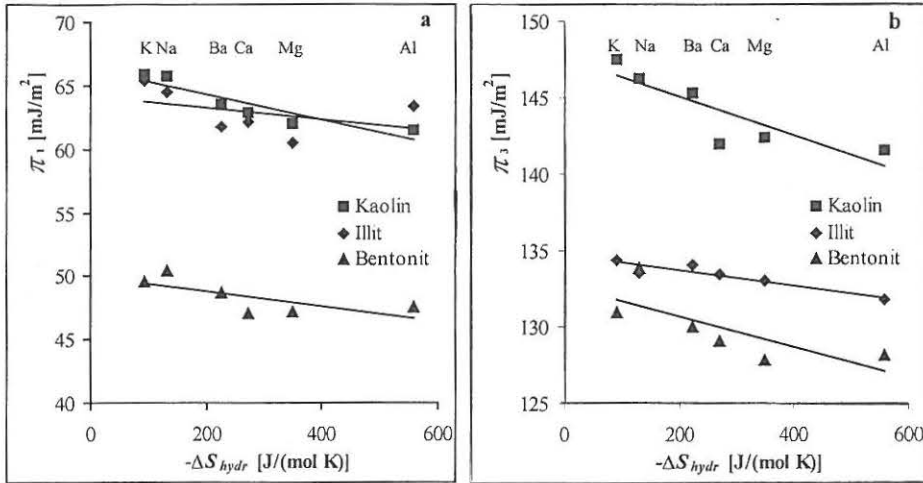 a
70
65
60
55
50
45
40
π₁ [mJ/m²]
K Na Ba Ca Mg Al
Kaolin
Illit
Bentonit
0 200 400 600
-ΔS hydr [J/(mol K)]
b
150
145
140
135
130
125
π₃ [mJ/m²]
K Na Ba Ca Mg Al
Kaolin
Illit
Bentonit
0 200 400 600
-ΔS hydr [J/(mol K)]